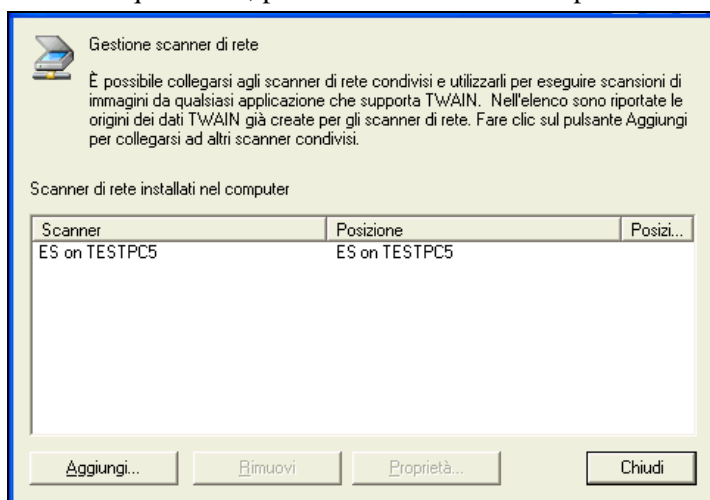 Gestione scanner di rete
È possibile collegarsi agli scanner di rete condivisi e utilizzarli per eseguire scansioni di
immagini da qualsiasi applicazione che supporta TWAIN. Nell'elenco sono riportate le
origini dei dati TWAIN già create per gli scanner di rete. Fare clic sul pulsante Aggiungi
per collegarsi ad altri scanner condivisi.
Scanner di rete installati nel computer
Scanner Posizione Posizi...
ES on TESTPC5 ES on TESTPC5
Aggiungi... Rimuovi Proprietà... Chiudi